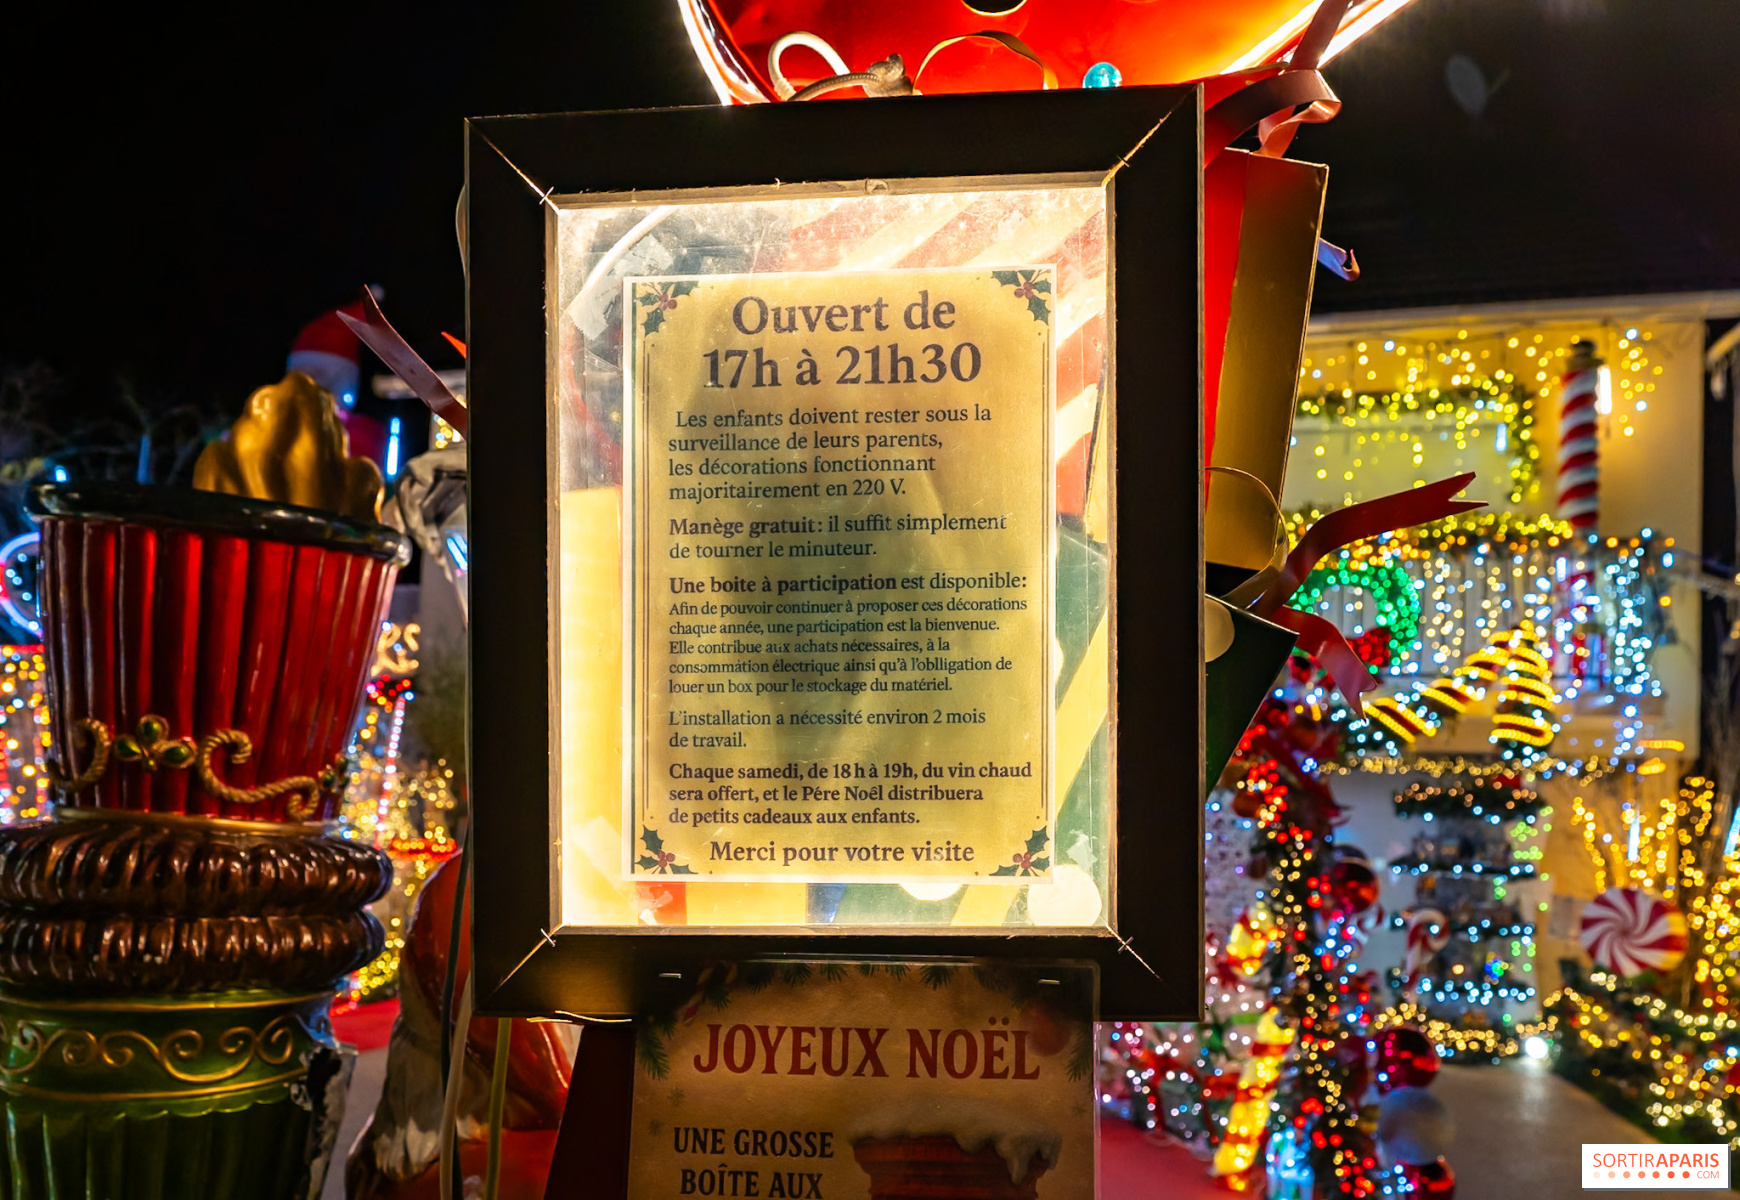 Ouvert de
17h à 21h30
Les enfants doivent rester sous la
surveillance de leurs parents,
les décorations fonctionnant
majoritairement en 220 V.
Manège gratuit : il suffit simplement
de tourner le minuteur.
Une boite à participation est disponible:
Afin de pouvoir continuer à proposer ces décorations
chaque année, une participation est la bienvenue.
Elle contribue aux achats nécessaires, à la
consommàtion électrique ainsi qu'à l'oblligation de
louer un box pour le stockage du matériel.
L'installation a nécessité environ 2 mois
de travail.
Chaque samedi, de 18 h à 19h, du vin chaud
sera offert, et le Pére Noêl distribuera
de petits cadeaux aux enfants.
Merci pour votre visite
JOYEUX NOËL
UNE GROSSE
BOÎTE AUX
SORTIRAPARIS
.COM